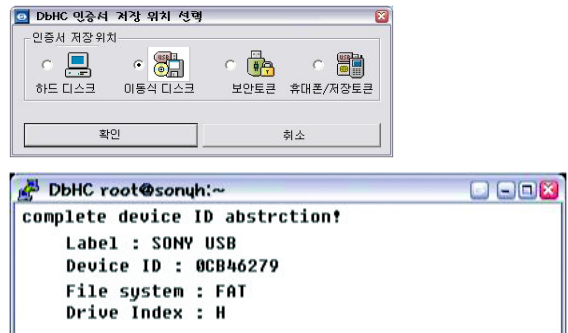 DbHC 인증서 저장 위치 선택
인증서 저장위치
하드 디스크 이동식 디스크 보안토큰 휴대폰/저장토큰
확인 취소
DbHC root@sonyh:~
complete device ID abstrction!
Label : SONY USB
Device ID : 0CB46279
File system : FAT
Drive Index : H